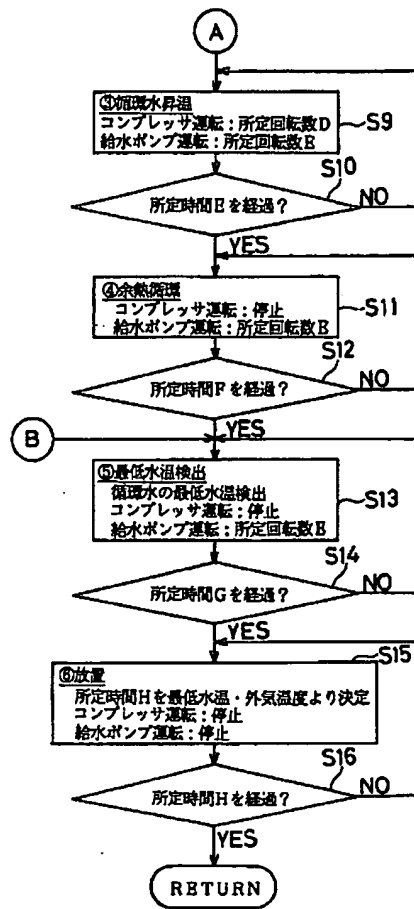 A
③循環水昇温
コンプレッサ運転：所定回転数D
給水ポンプ運転：所定回転数E
S9
S10
所定時間Eを経過？
NO
YES
④余熱循環
コンプレッサ運転：停止
給水ポンプ運転：所定回転数E
S11
S12
所定時間Fを経過？
NO
B
YES
⑤最低水温検出
循環水の最低水温検出
コンプレッサ運転：停止
給水ポンプ運転：所定回転数E
S13
S14
所定時間Gを経過？
NO
YES
S15
⑥放置
所定時間Hを最低水温・外気温度より決定
コンプレッサ運転：停止
給水ポンプ運転：停止
S16
所定時間Hを経過？
NO
YES
RETURN